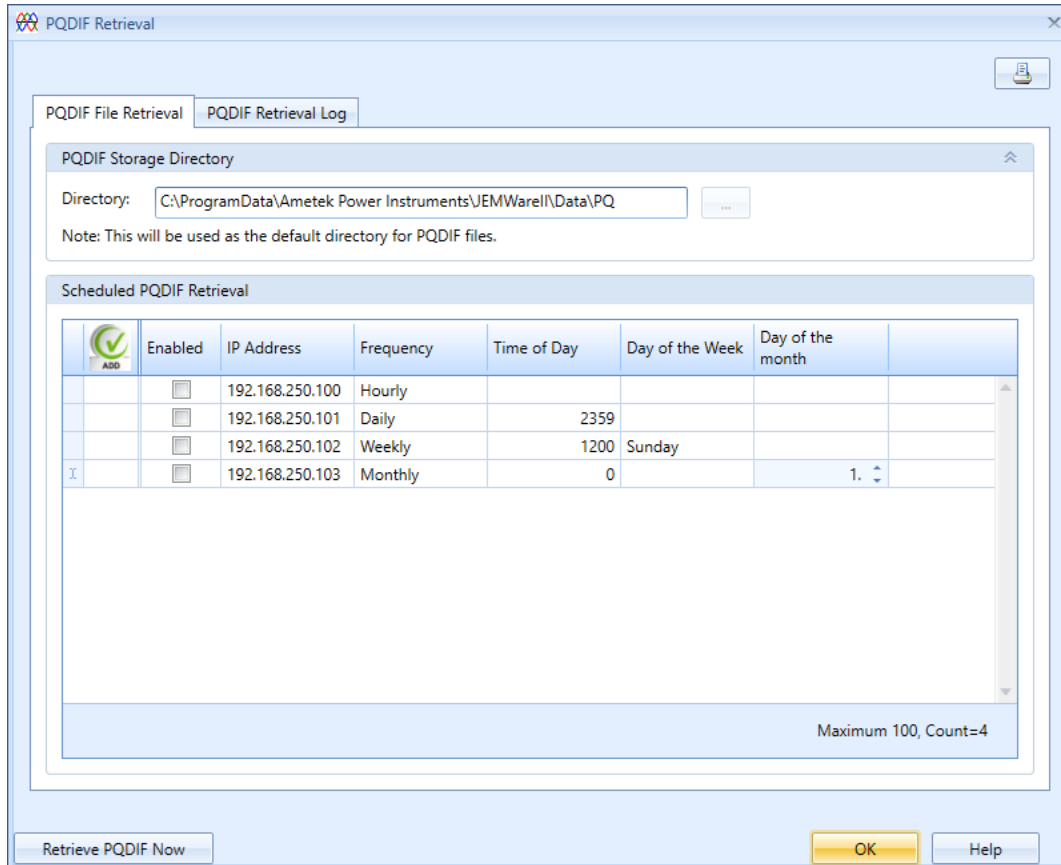 PQDIF Retrieval
PQDIF File Retrieval PQDIF Retrieval Log
PQDIF Storage Directory
Directory: C:\ProgramData\Ametek Power Instruments\JEMWareII\Data\PQ ...
Note: This will be used as the default directory for PQDIF files.
Scheduled PQDIF Retrieval
ADD Enabled IP Address Frequency Time of Day Day of the Week Day of the
month
192.168.250.100 Hourly
192.168.250.101 Daily 2359
192.168.250.102 Weekly 1200 Sunday
192.168.250.103 Monthly 0 1.
Maximum 100, Count=4
Retrieve PQDIF Now OK Help